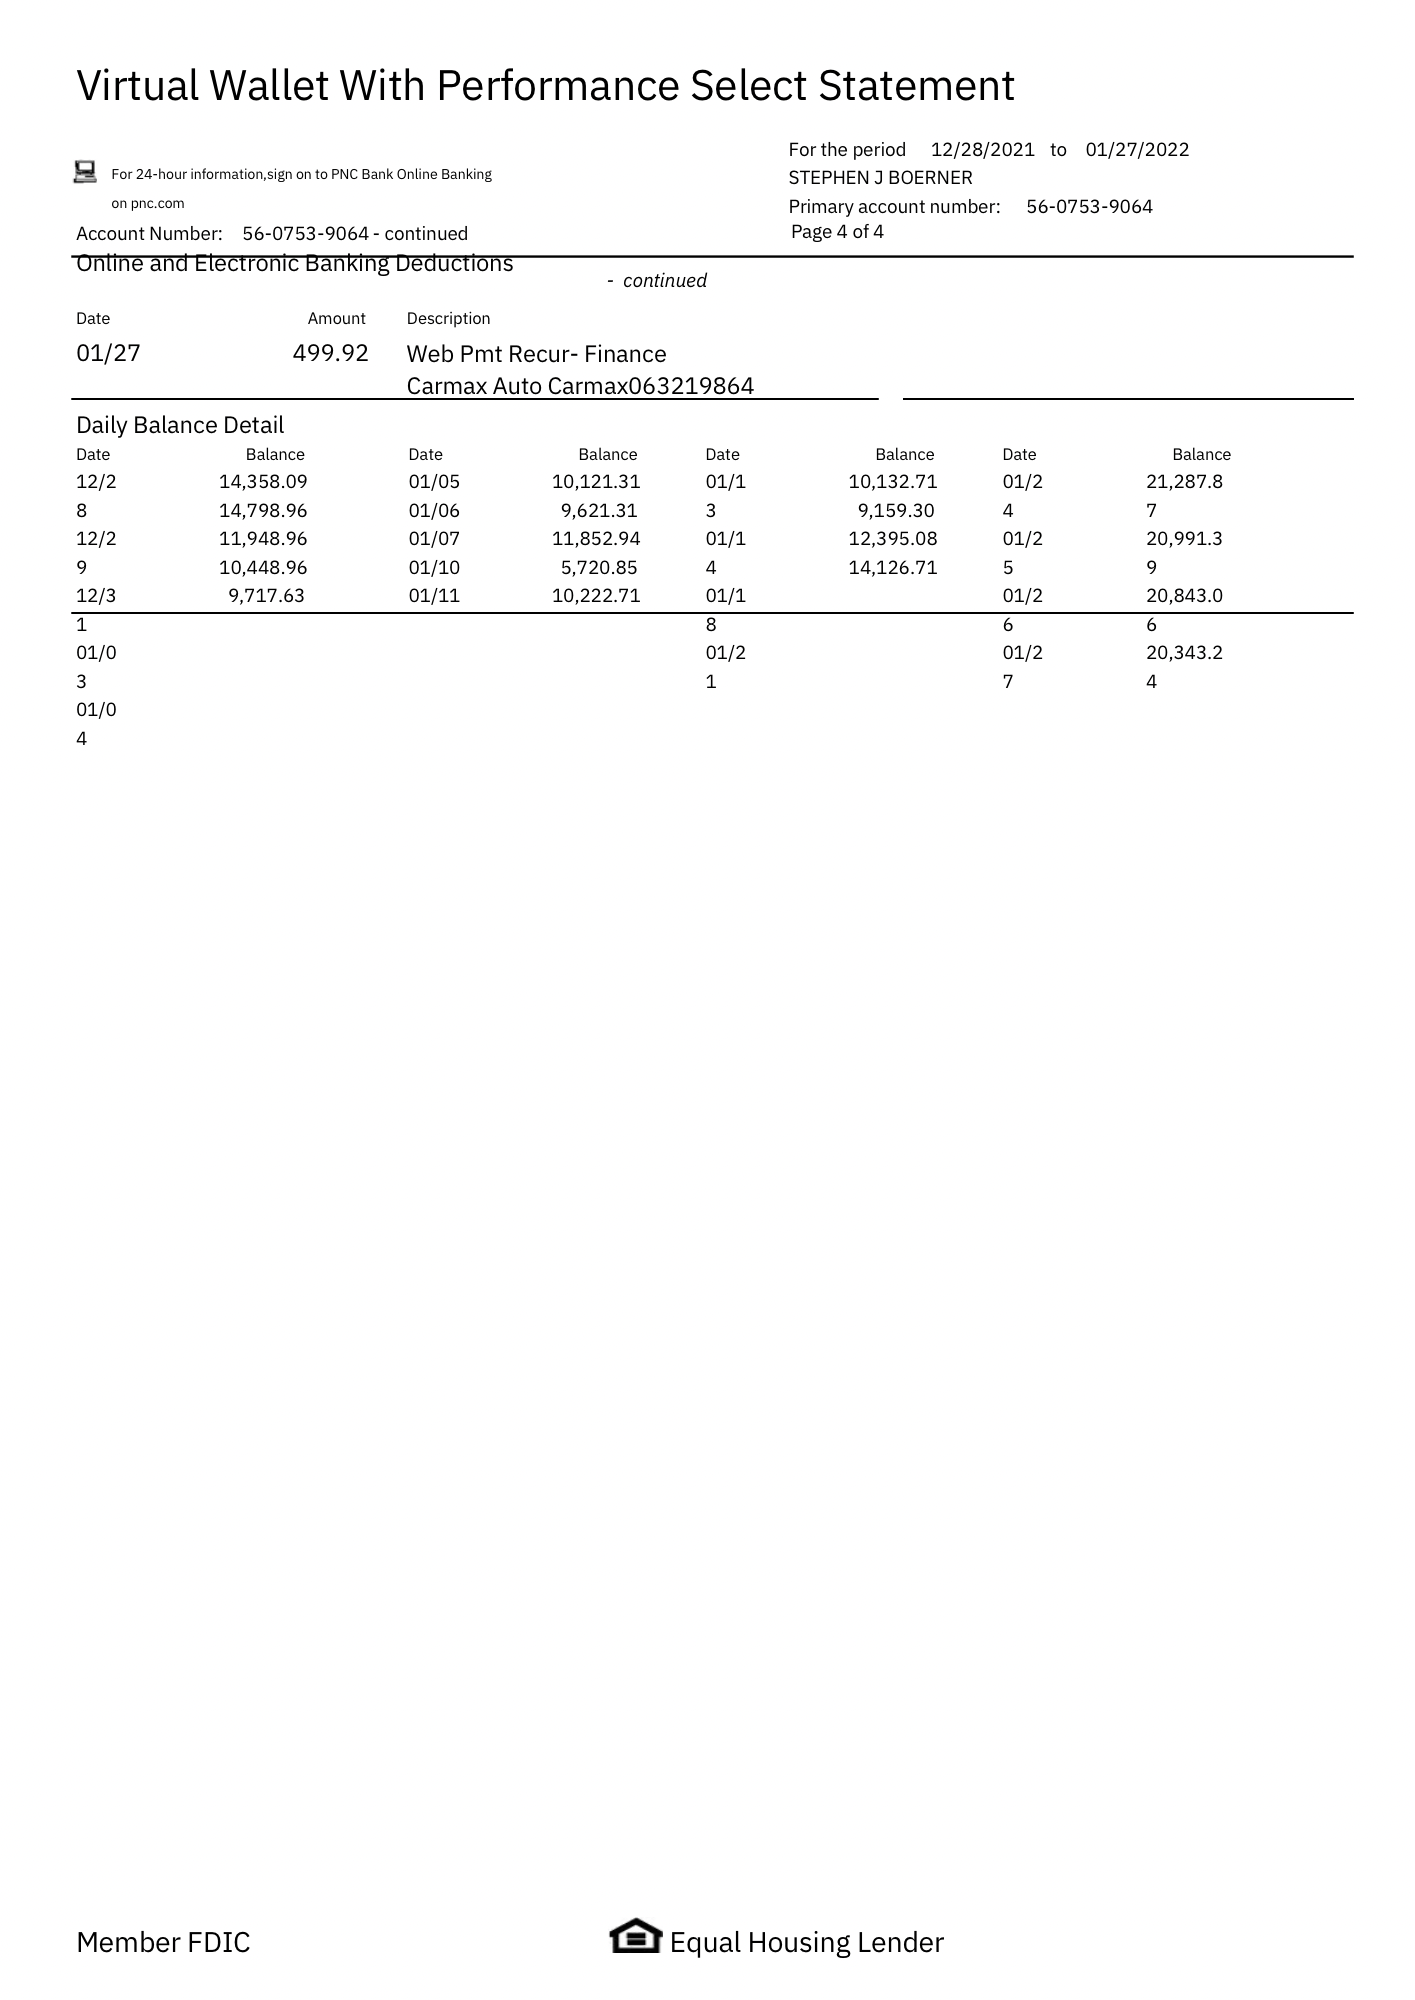 Virtual Wallet With Performance Select Statement
For the period 12/28/2021 to 01/27/2022
For 24-hour information,sign on to PNC Bank Online Banking
on pnc.com
STEPHEN J BOERNER
Primary account number: 56-0753-9064
Page 4 of 4
Account Number: 56-0753-9064 - continued
Online and Electronic Banking Deductions
- continued
Date Amount Description
01/27 499.92 Web Pmt Recur- Finance
Carmax Auto Carmax063219864
Daily Balance Detail
Date Balance Date Balance Date Balance Date Balance
12/2 14,358.09 01/05 10,121.31 01/1 10,132.71 01/2 21,287.8
8 14,798.96 01/06 9,621.31 3 9,159.30 4 7
12/2 11,948.96 01/07 11,852.94 01/1 12,395.08 01/2 20,991.3
9 10,448.96 01/10 5,720.85 4 14,126.71 5 9
12/3 9,717.63 01/11 10,222.71 01/1 01/2 20,843.0
1 8 6 6
01/0 01/2 01/2 20,343.2
3 1 7 4
01/0
4
Member FDIC Equal Housing Lender